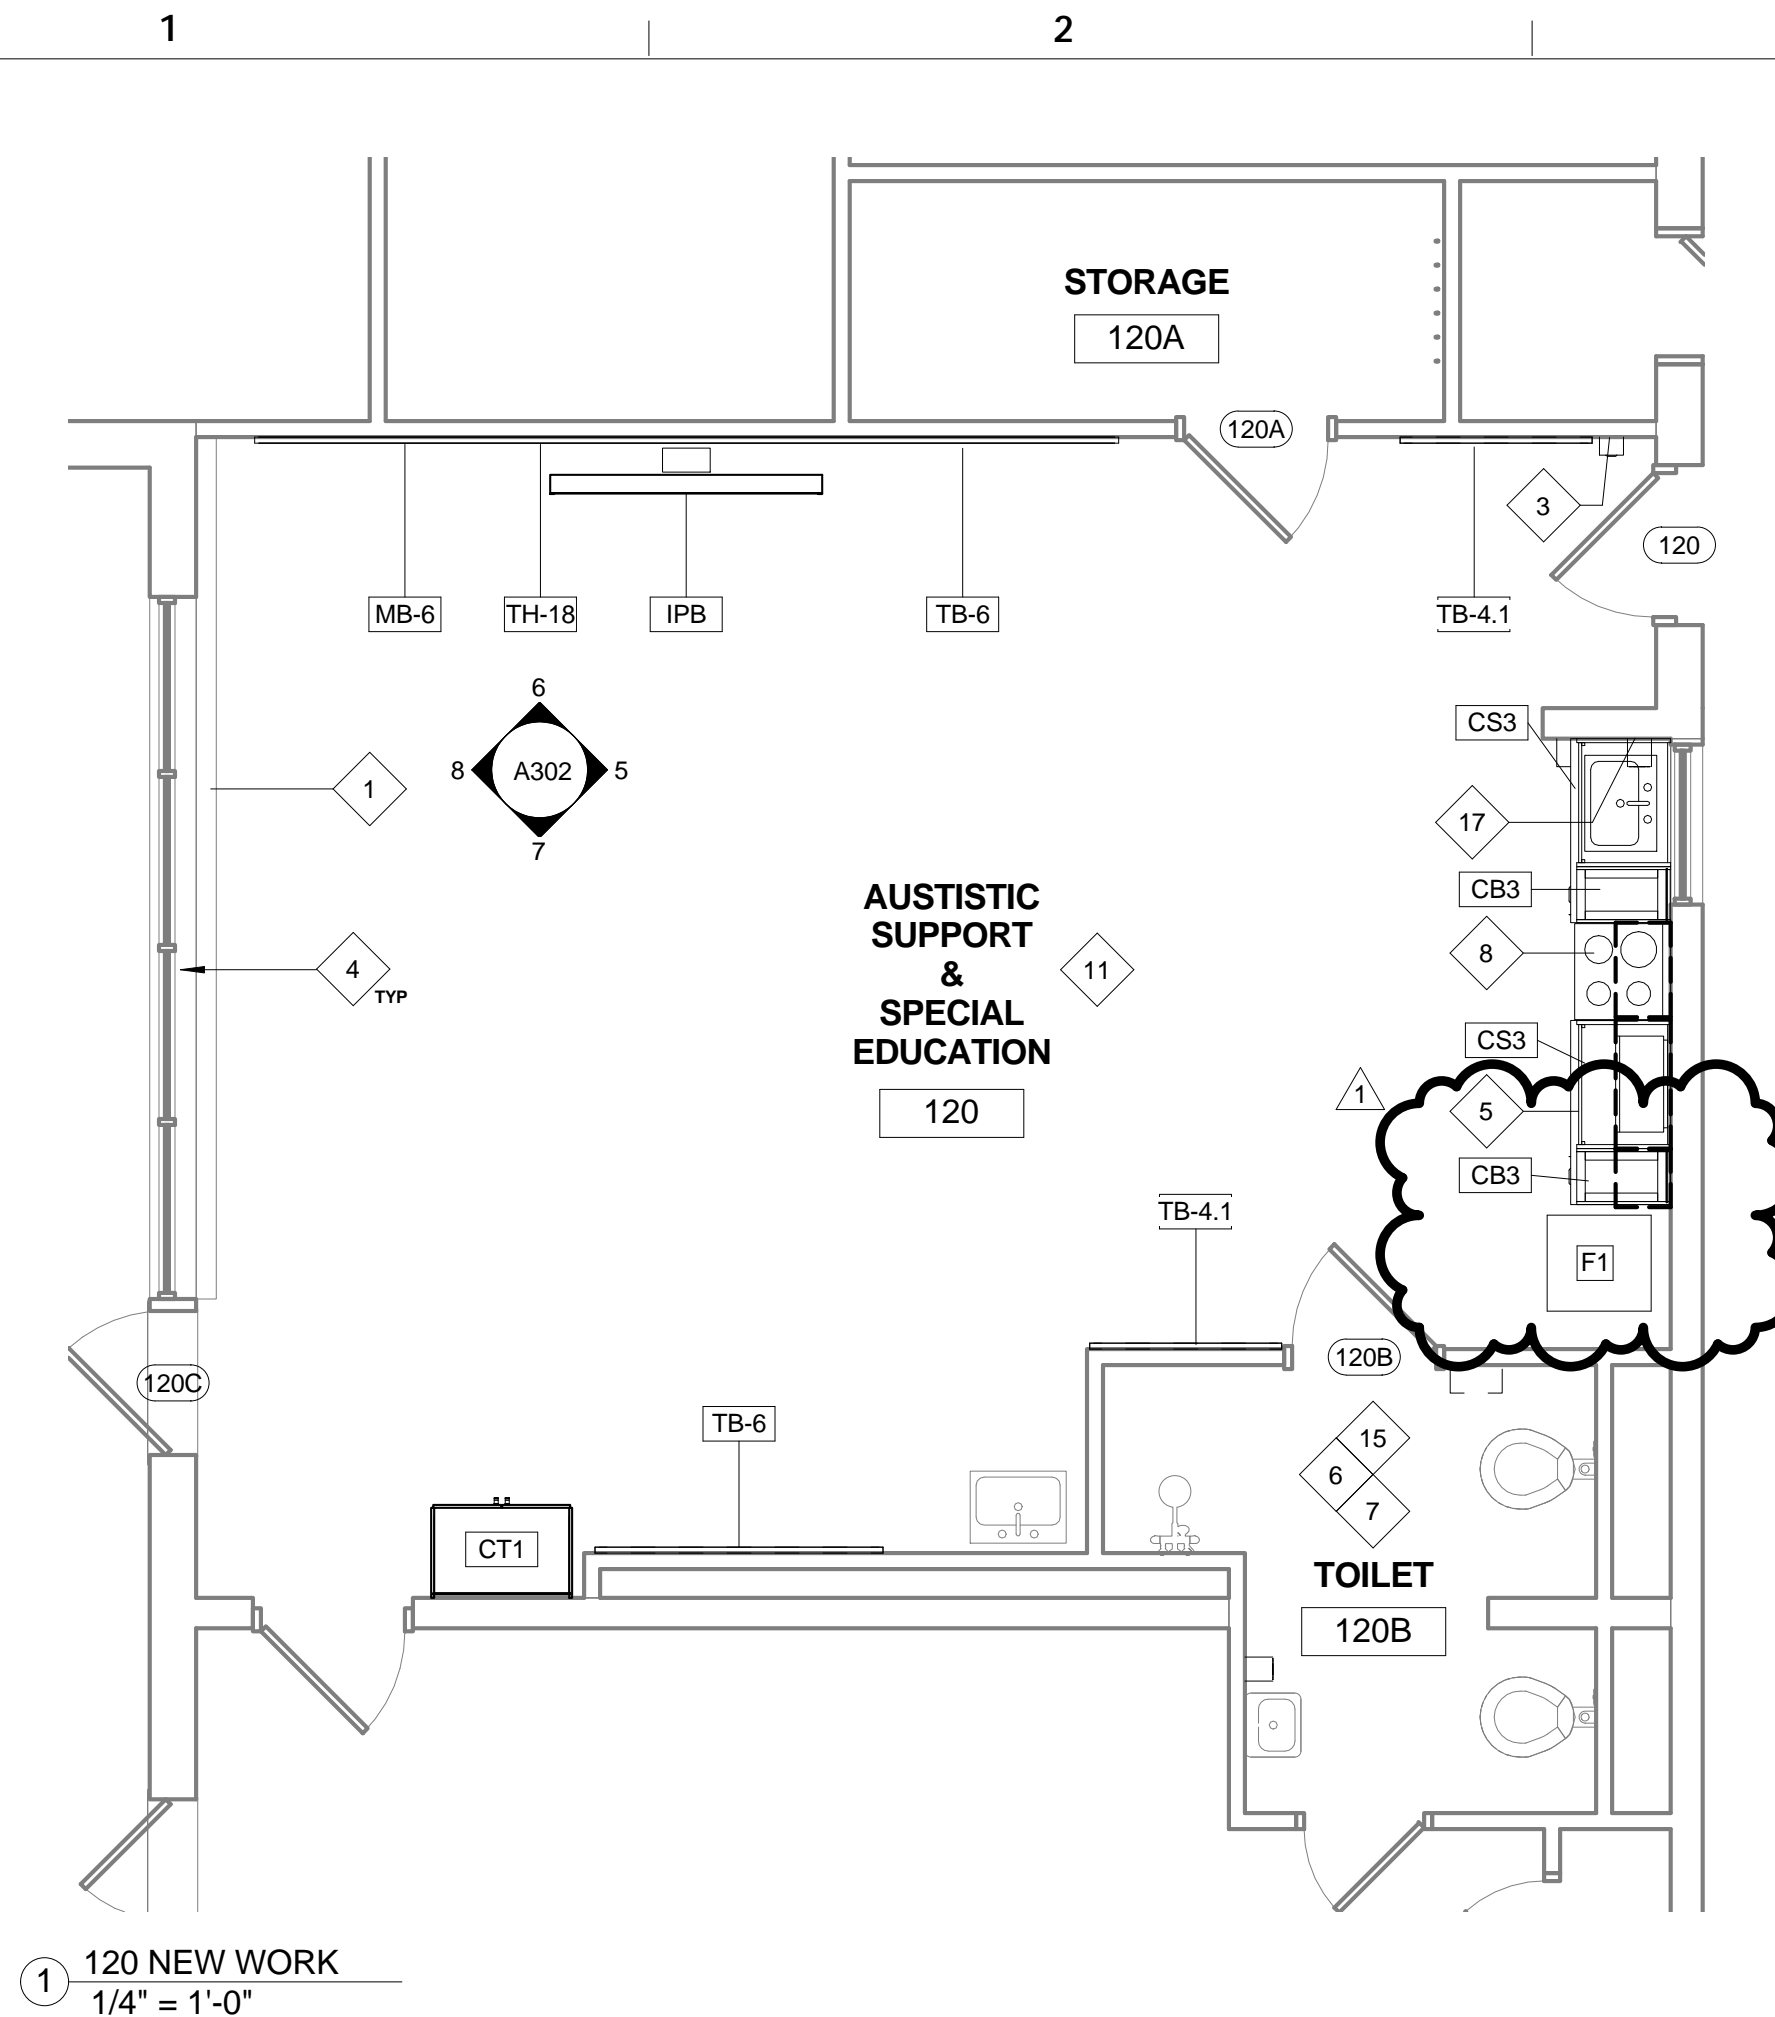 1
2
STORAGE
120A
120A
3
120
MB-6
TH-18
IPB
TB-6
TB-4.1
6
8
A302
5
7
1
CS3
17
CB3
AUSTISTIC
SUPPORT
&
SPECIAL
EDUCATION
120
11
4
TYP
8
CS3
1
5
CB3
TB-4.1
F1
120B
120C
TB-6
15
6
7
CT1
TOILET
120B
1
120 NEW WORK
1/4" = 1'-0"